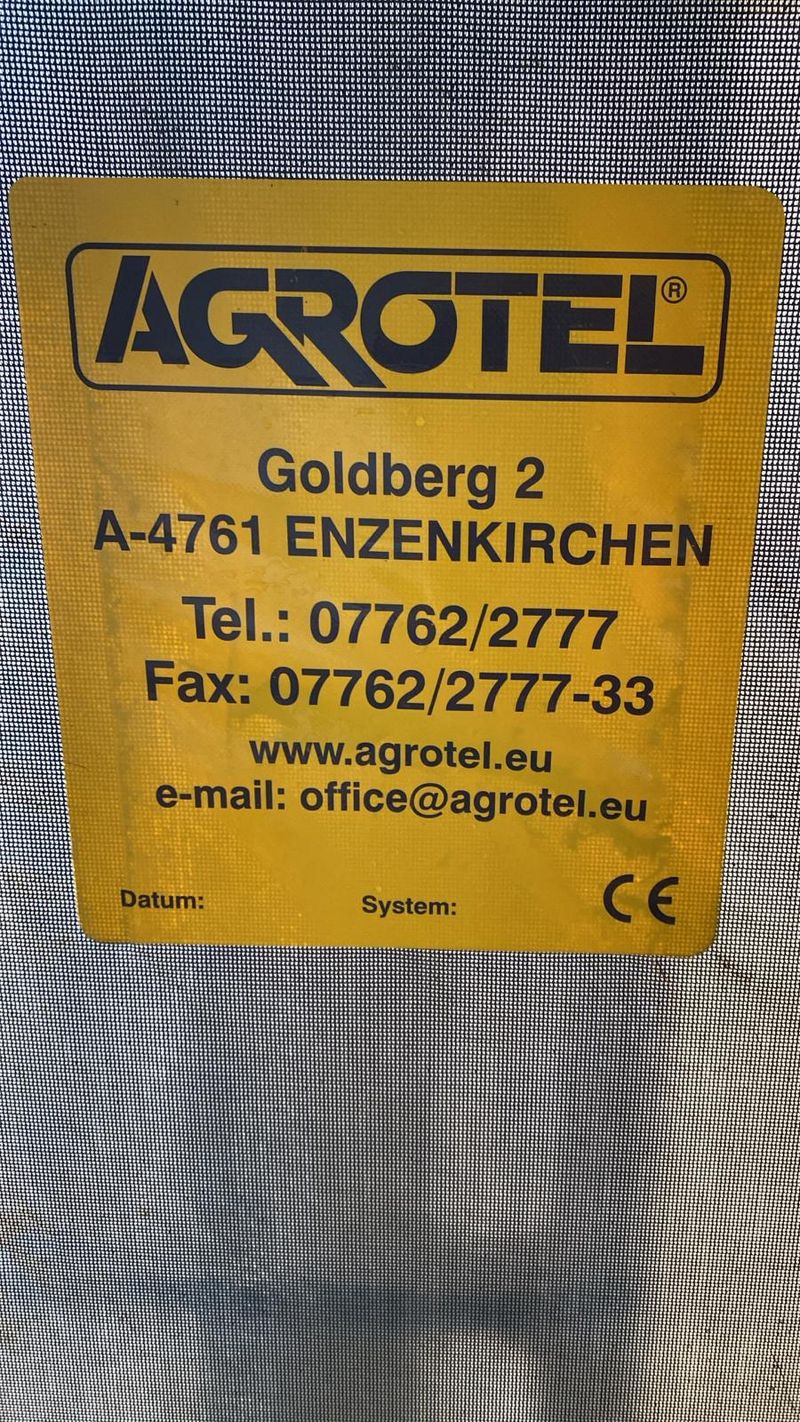 AGROTEL®
Goldberg 2
A-4761 ENZENKIRCHEN
Tel.: 07762/2777
Fax: 07762/2777-33
www.agrotel.eu
e-mail: office@agrotel.eu
Datum: System: CE